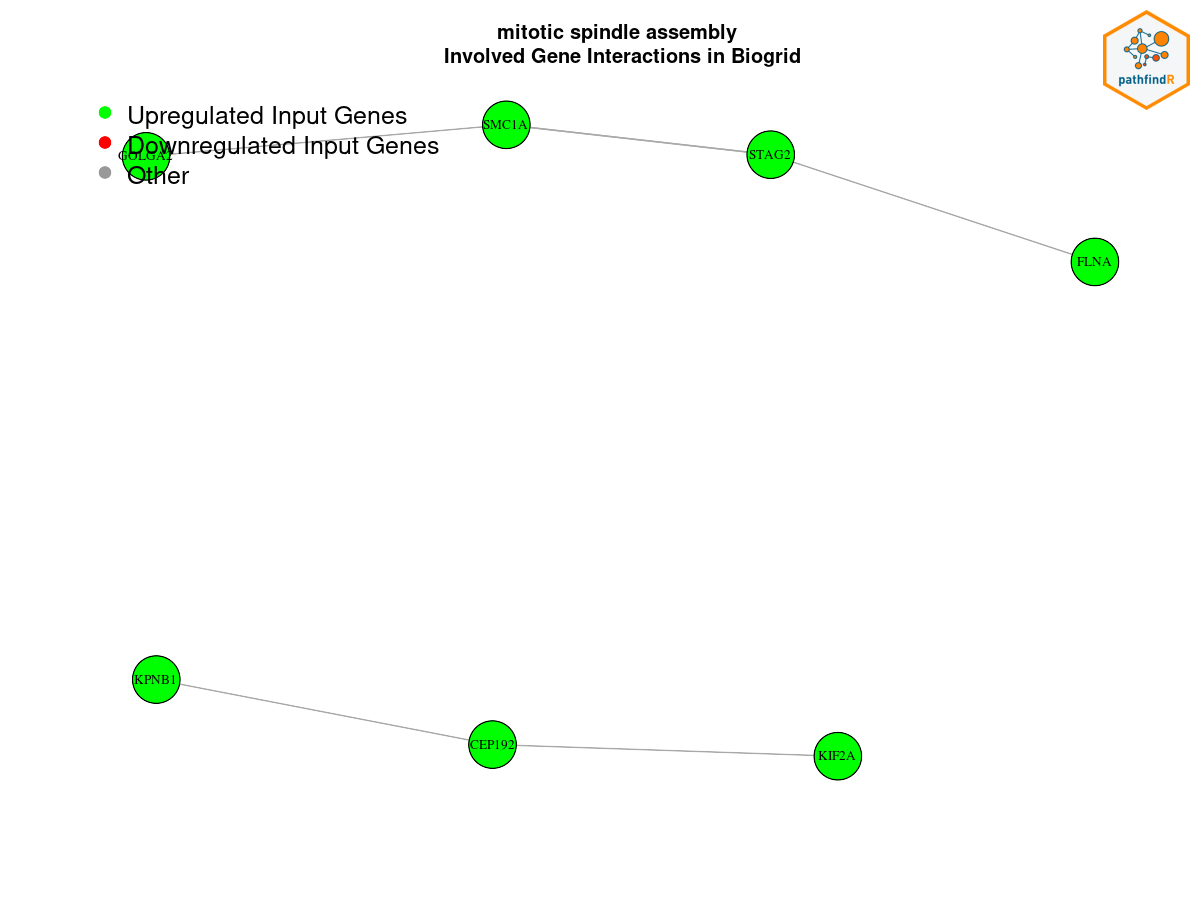 mitotic spindle assembly
Involved Gene Interactions in Biogrid
pathfindR
Upregulated Input Genes
Downregulated Input Genes
Other
GOLGA2
SMC1A
STAG2
FLNA
KPNB1
CEP192
KIF2A